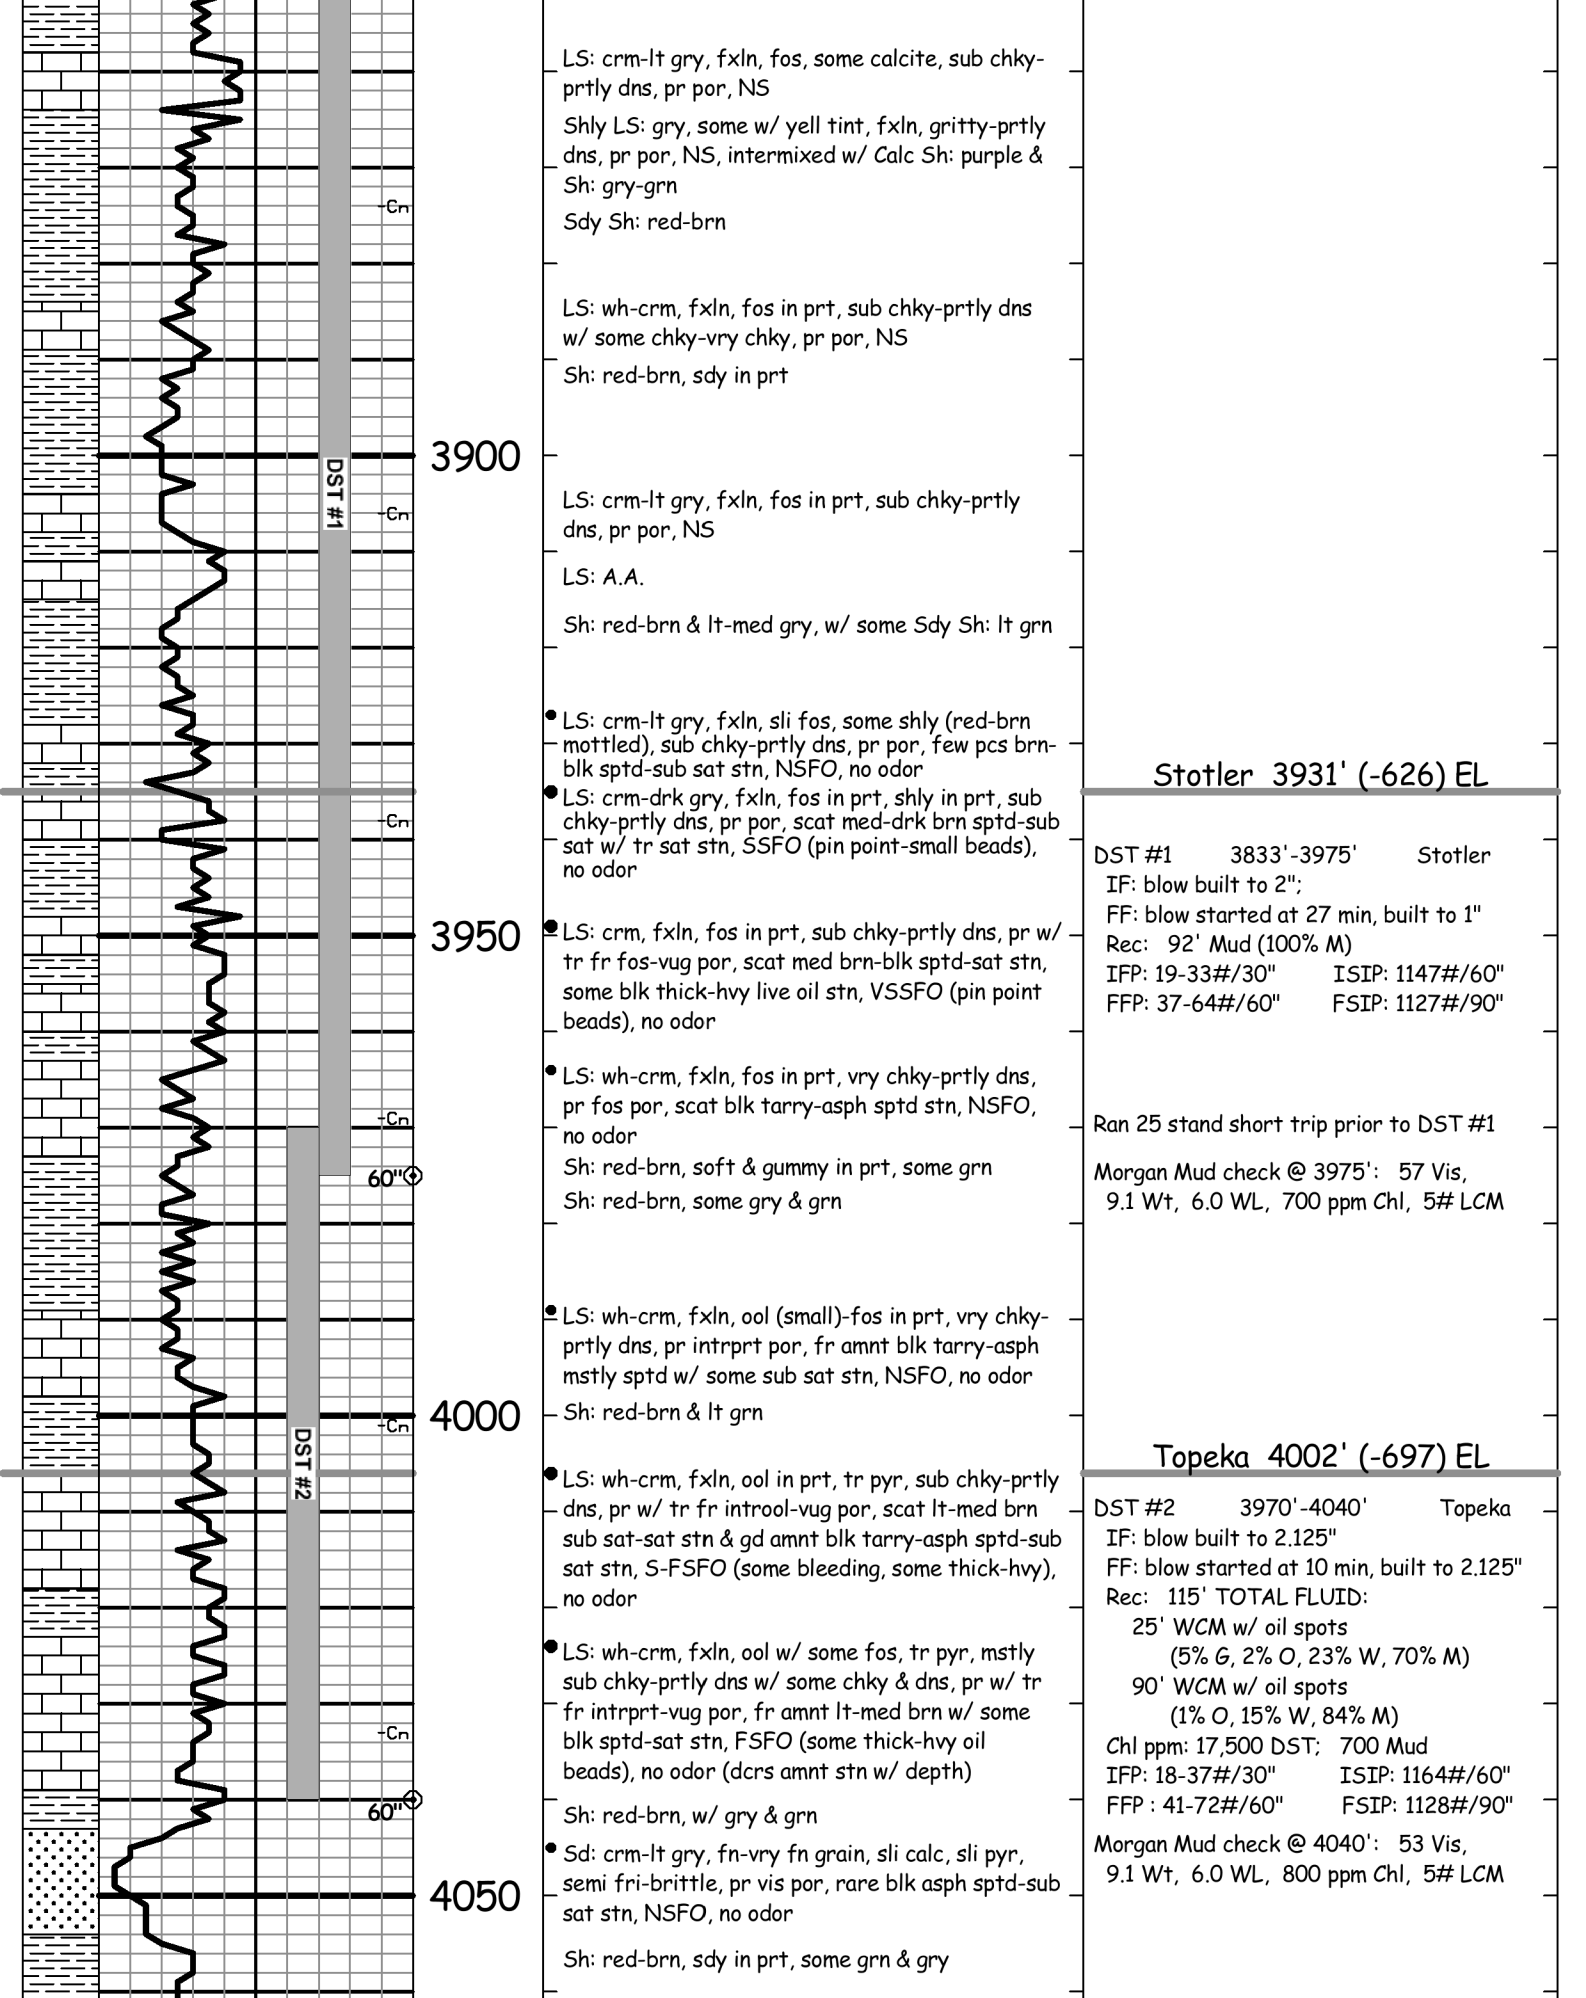 LS: crm-lt gry, fxln, fos, some calcite, sub chky-
prtly dns, pr por, NS
Shly LS: gry, some w/ yell tint, fxln, gritty-prtly
dns, pr por, NS, intermixed w/ Calc Sh: purple &
Sh: gry-grn
-Cn
Sdy Sh: red-brn
LS: wh-crm, fxln, fos in prt, sub chky-prtly dns
w/ some chky-vry chky, pr por, NS
Sh: red-brn, sdy in prt
3900
DST #1
LS: crm-lt gry, fxln, fos in prt, sub chky-prtly
dns, pr por, NS
-Cn
LS: A.A.
Sh: red-brn & lt-med gry, w/ some Sdy Sh: lt grn
LS: crm-lt gry, fxln, sli fos, some shly (red-brn
mottled), sub chky-prtly dns, pr por, few pcs brn-
blk sptd-sub sat stn, NSFO, no odor
Stotler 3931' (-626) EL
LS: crm-drk gry, fxln, fos in prt, shly in prt, sub
chky-prtly dns, pr por, scat med-drk brn sptd-sub
sat w/ tr sat stn, SSFO (pin point-small beads),
no odor
-Cn
DST #1 3833'-3975' Stotler
IF: blow built to 2";
FF: blow started at 27 min, built to 1"
Rec: 92' Mud (100% M)
IFP: 19-33#/30" ISIP: 1147#/60"
FFP: 37-64#/60" FSIP: 1127#/90"
3950
LS: crm, fxln, fos in prt, sub chky-prtly dns, pr w/
tr fr fos-vug por, scat med brn-blk sptd-sat stn,
some blk thick-hvy live oil stn, VSSFO (pin point
beads), no odor
LS: wh-crm, fxln, fos in prt, vry chky-prtly dns,
pr fos por, scat blk tarry-asph sptd stn, NSFO,
no odor
-Cn
Ran 25 stand short trip prior to DST #1
Sh: red-brn, soft & gummy in prt, some grn
60"
Sh: red-brn, some gry & grn
Morgan Mud check @ 3975': 57 Vis,
9.1 Wt, 6.0 WL, 700 ppm Chl, 5# LCM
LS: wh-crm, fxln, ool (small)-fos in prt, vry chky-
prtly dns, pr intrprt por, fr amnt blk tarry-asph
mstly sptd w/ some sub sat stn, NSFO, no odor
4000
-Cn
Sh: red-brn & lt grn
DST #2
Topeka 4002' (-697) EL
LS: wh-crm, fxln, ool in prt, tr pyr, sub chky-prtly
dns, pr w/ tr fr introol-vug por, scat lt-med brn
sub sat-sat stn & gd amnt blk tarry-asph sptd-sub
sat stn, S-FSFO (some bleeding, some thick-hvy),
no odor
DST #2 3970'-4040' Topeka
IF: blow built to 2.125"
FF: blow started at 10 min, built to 2.125"
Rec: 115' TOTAL FLUID:
25' WCM w/ oil spots
(5% G, 2% O, 23% W, 70% M)
90' WCM w/ oil spots
(1% O, 15% W, 84% M)
Chl ppm: 17,500 DST; 700 Mud
IFP: 18-37#/30" ISIP: 1164#/60"
FFP : 41-72#/60" FSIP: 1128#/90"
LS: wh-crm, fxln, ool w/ some fos, tr pyr, mstly
sub chky-prtly dns w/ some chky & dns, pr w/ tr
fr intrprt-vug por, fr amnt lt-med brn w/ some
blk sptd-sat stn, FSFO (some thick-hvy oil
beads), no odor (dcrs amnt stn w/ depth)
-Cn
60"
Sh: red-brn, w/ gry & grn
Morgan Mud check @ 4040': 53 Vis,
9.1 Wt, 6.0 WL, 800 ppm Chl, 5# LCM
Sd: crm-lt gry, fn-vry fn grain, sli calc, sli pyr,
semi fri-brittle, pr vis por, rare blk asph sptd-sub
sat stn, NSFO, no odor
4050
Sh: red-brn, sdy in prt, some grn & gry